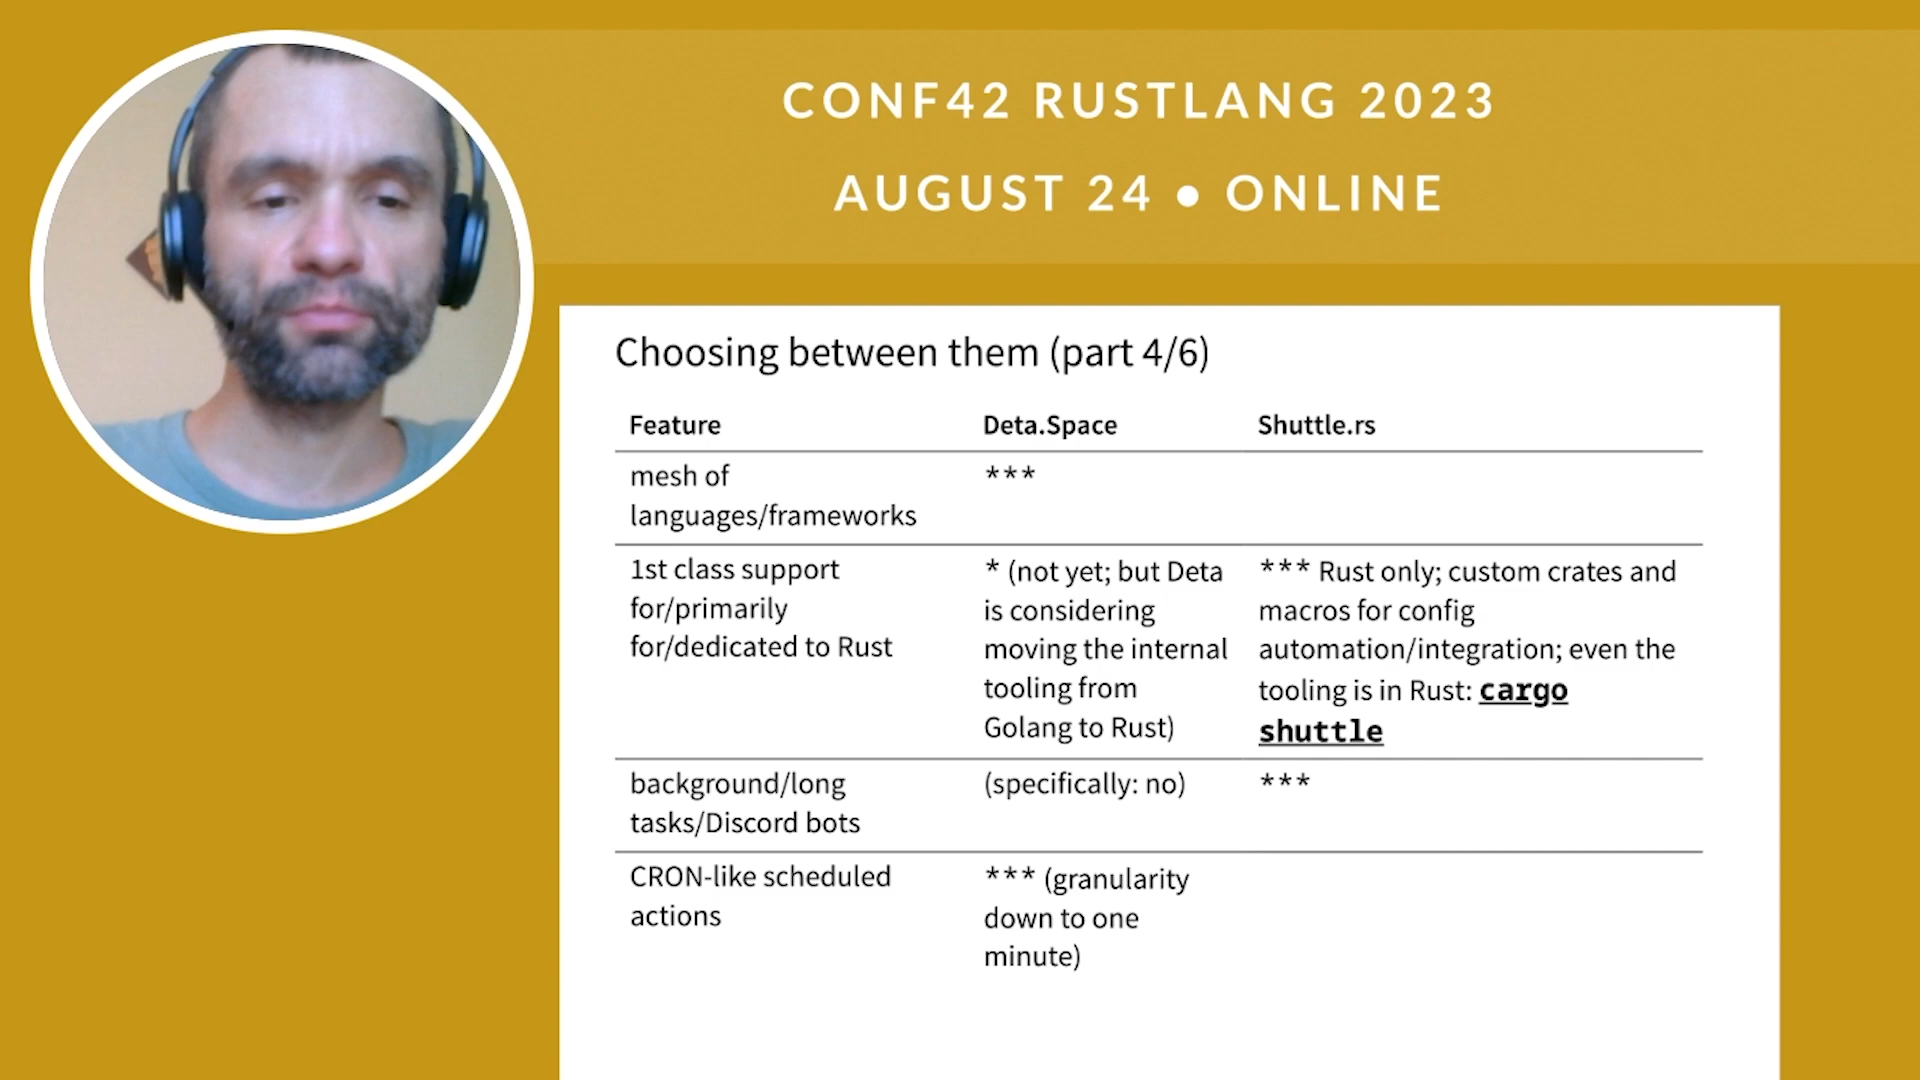 CONF42 RUSTLANG 2023
AUGUST 24 • ONLINE
Choosing between them (part 4/6)
Feature Deta.Space Shuttle.rs
mesh of
languages/frameworks
***
1st class support
for/primarily
for/dedicated to Rust
* (not yet; but Deta
is considering
moving the internal
tooling from
Golang to Rust)
*** Rust only; custom crates and
macros for config
automation/integration; even the
tooling is in Rust: cargo
shuttle
background/long
tasks/Discord bots
(specifically: no)
***
CRON-like scheduled
actions
*** (granularity
down to one
minute)